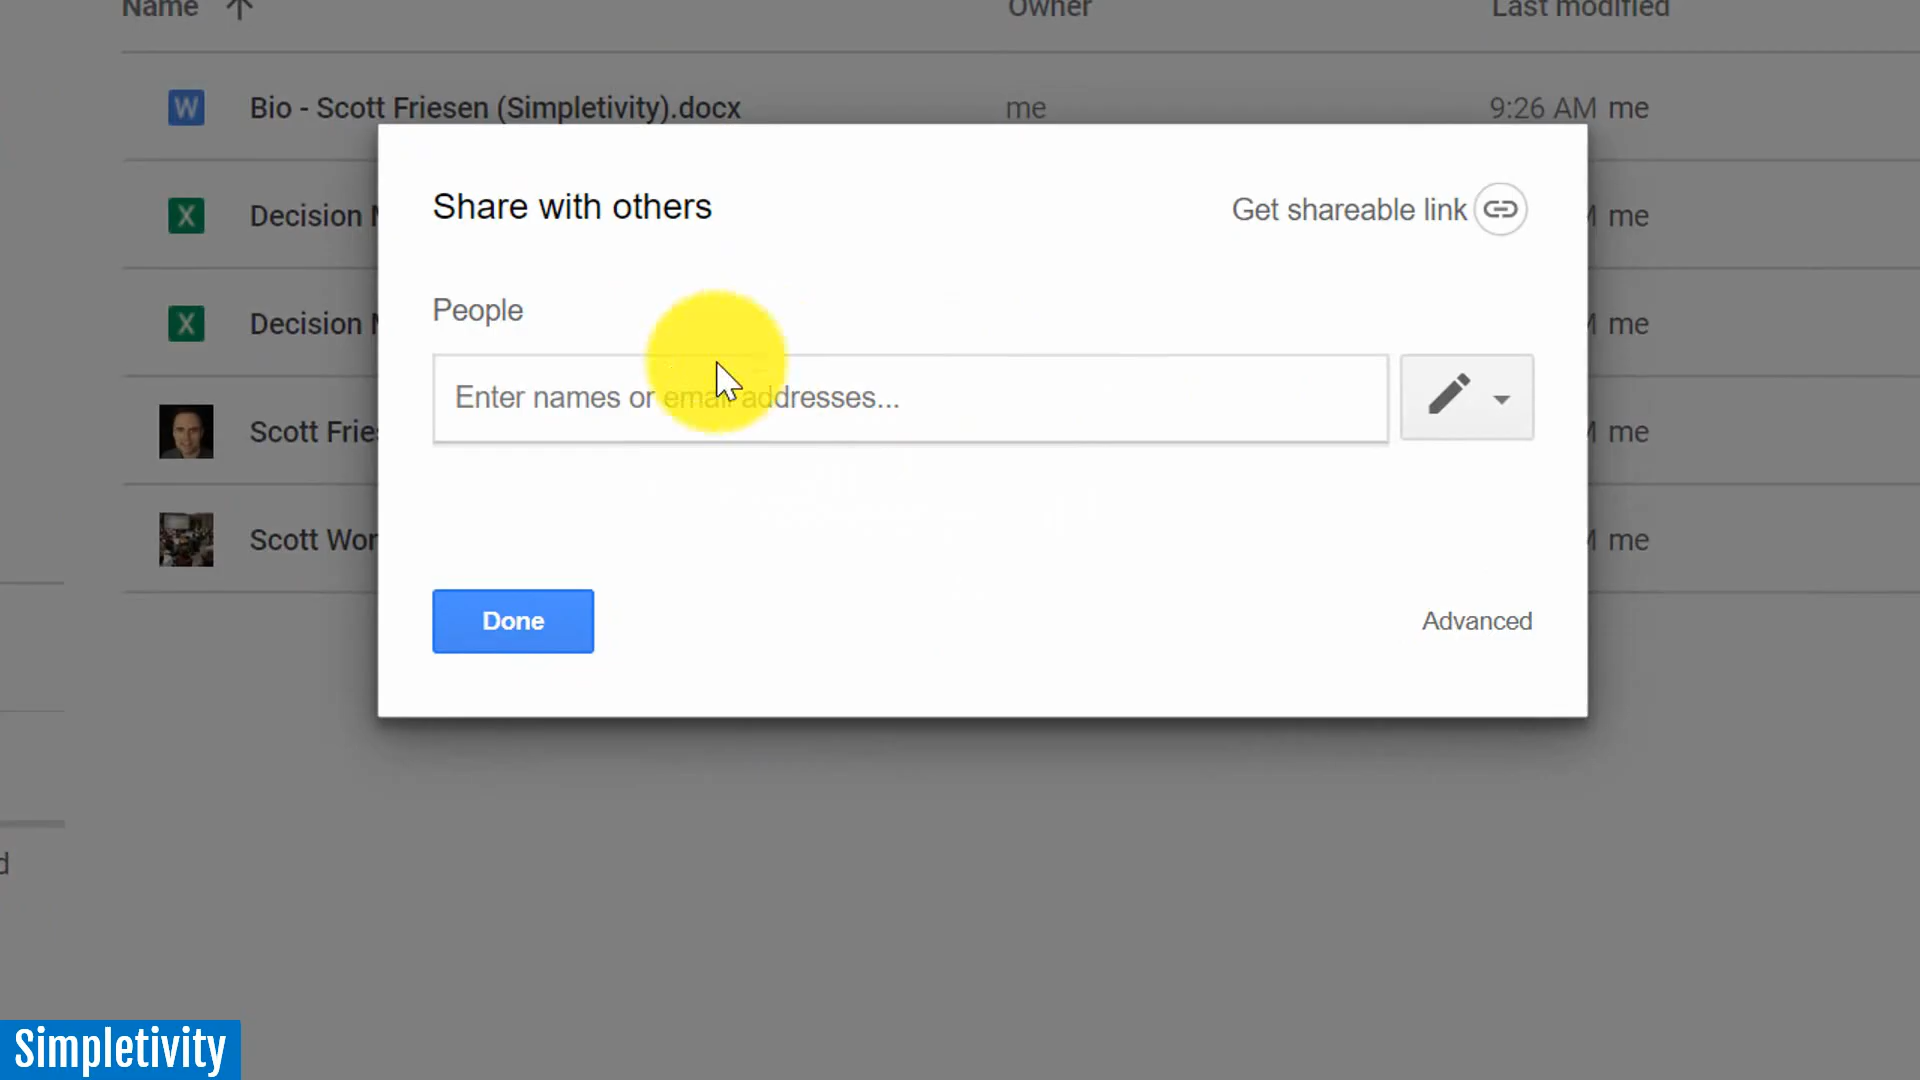 Name Owner Last modified
W Bio - Scott Friesen (Simpletivity).docx me 9:26 AM me
Share with others Get shareable link
X Decision me
People
X Decision me
Enter names or email addresses...
Scott Fries me
Scott Wor me
Done Advanced
d
Simpletivity